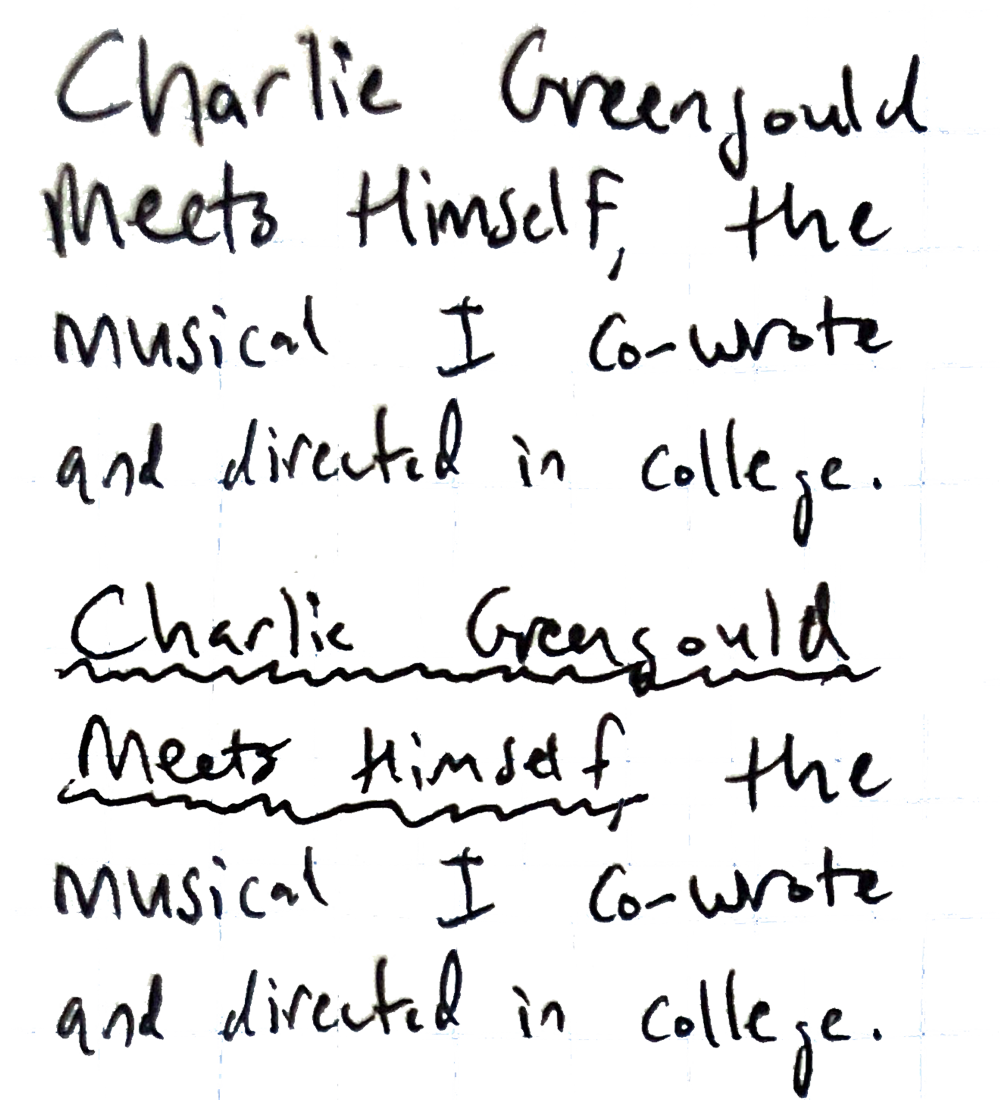 Charlie Greengould
Meets Himself, the
musical I co-wrote
and directed in college.
Charlie Greengould
Meets Himself, the
musical I co-wrote
and directed in college.